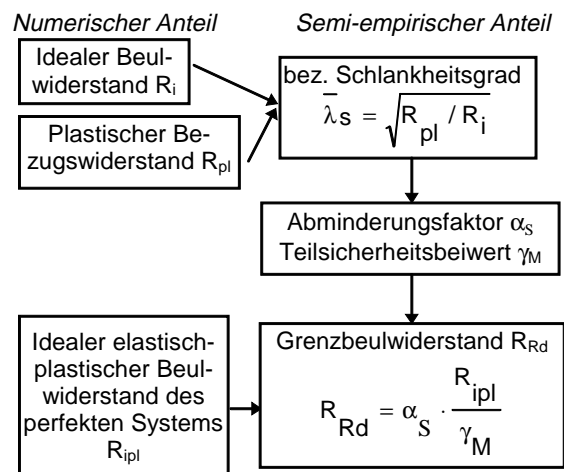 Numerischer Anteil
Semi-empirischer Anteil
Idealer Beul-
widerstand Ri
Plastischer Be-
zugswiderstand Rpl
bez. Schlankheitsgrad
λ̅s = √(Rpl / Ri)
Abminderungsfaktor αS
Teilsicherheitsbeiwert γM
Idealer elastisch-
plastischer Beul-
widerstand des
perfekten Systems
Ripl
Grenzbeulwiderstand RRd
RRd = αS · Ripl / γM